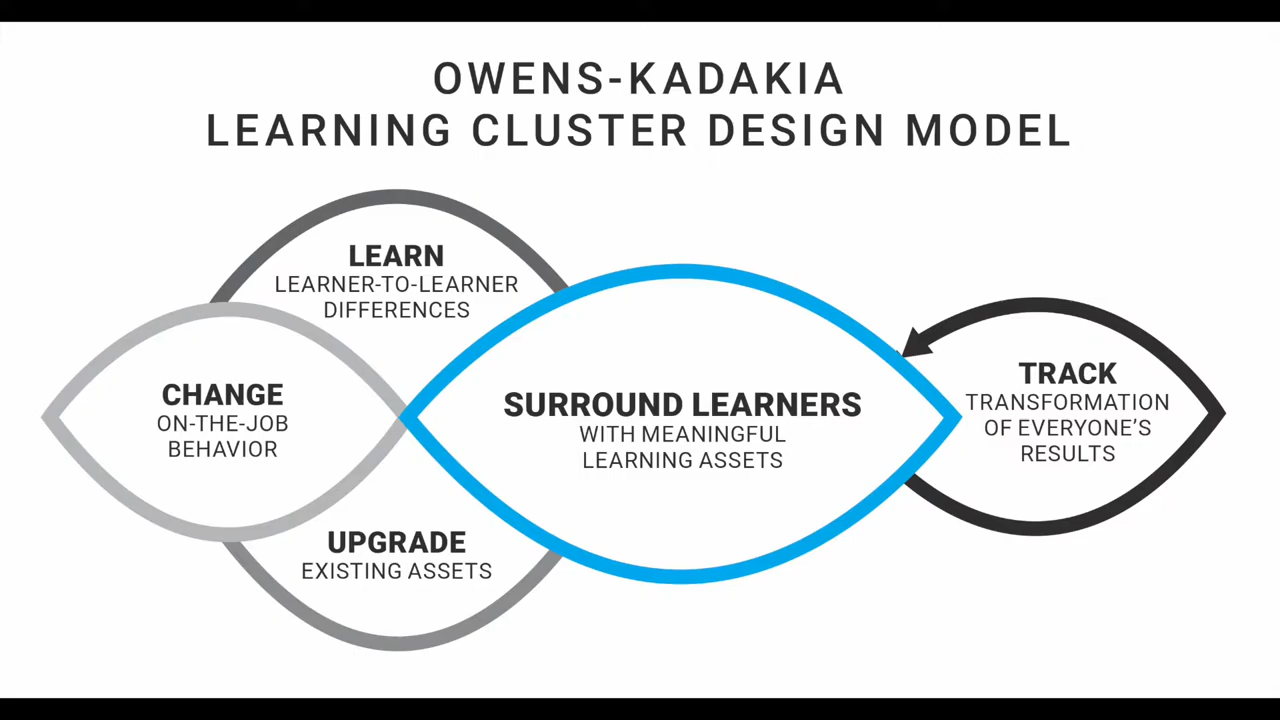 OWENS-KADAKIA
LEARNING CLUSTER DESIGN MODEL
LEARN
LEARNER-TO-LEARNER
DIFFERENCES
CHANGE
ON-THE-JOB
BEHAVIOR
SURROUND LEARNERS
WITH MEANINGFUL
LEARNING ASSETS
TRACK
TRANSFORMATION
OF EVERYONE'S
RESULTS
UPGRADE
EXISTING ASSETS